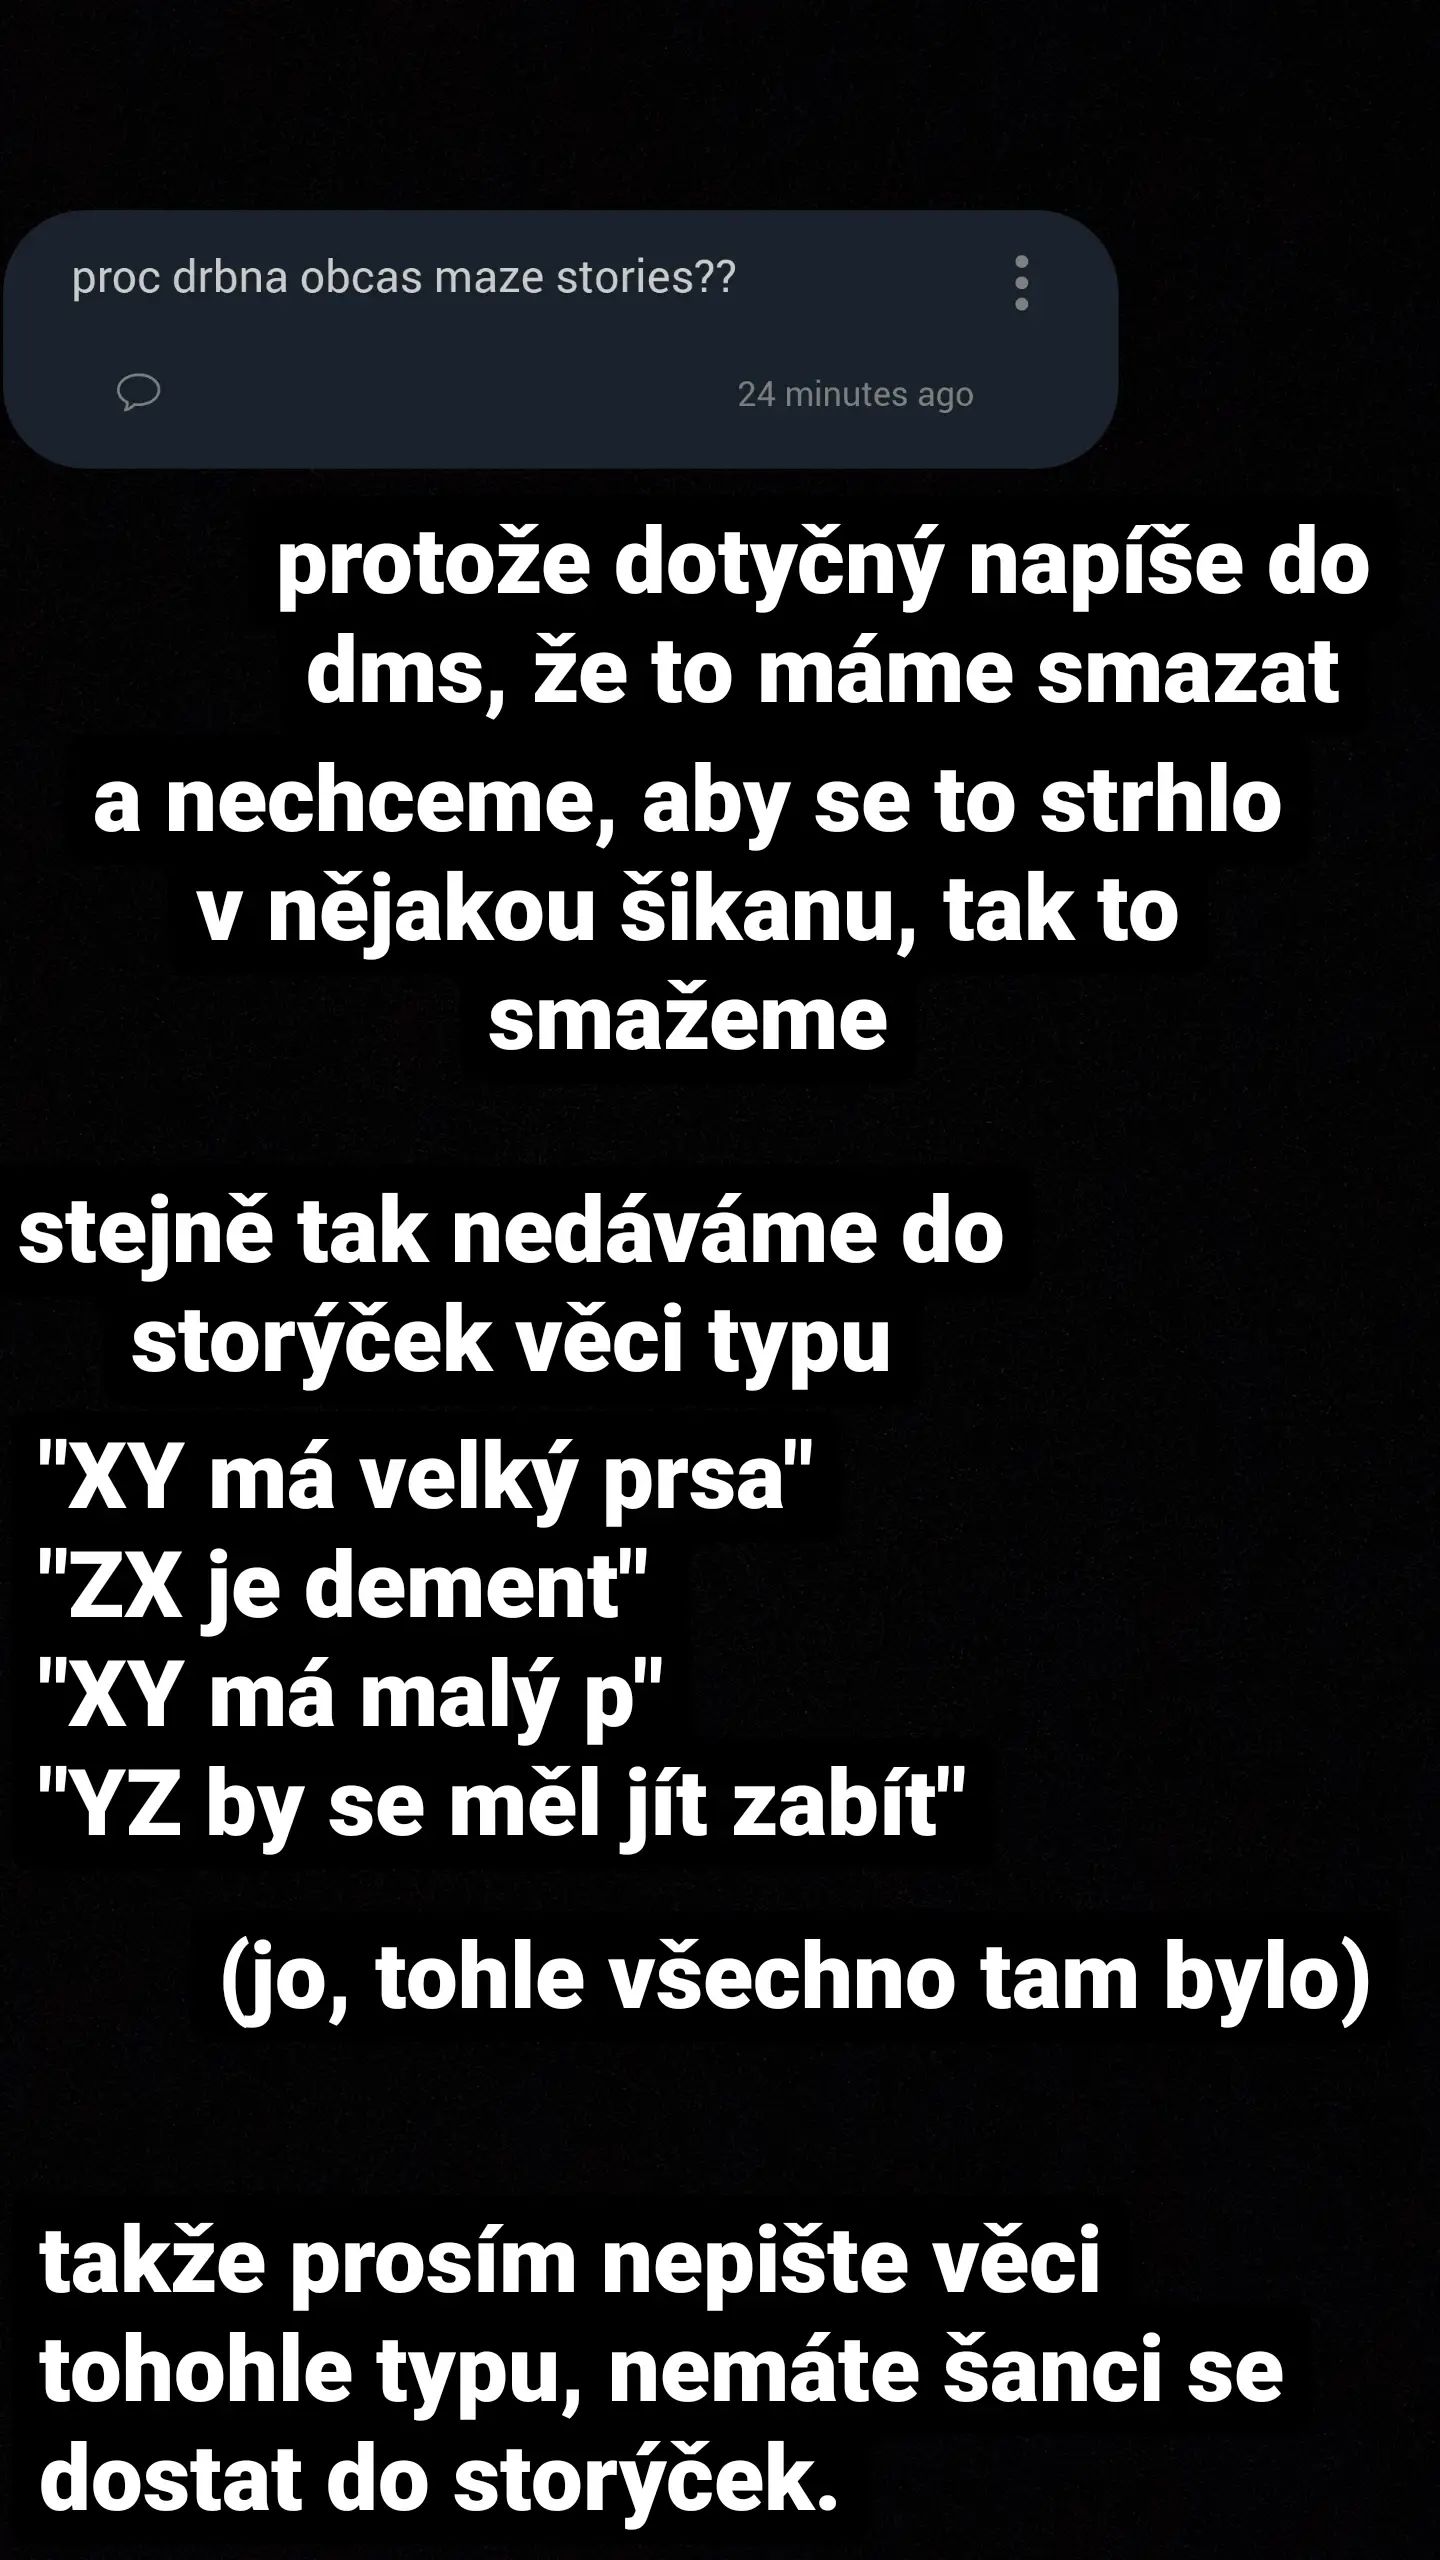 proc drbna obcas maze stories??
24 minutes ago
protože dotyčný napíše do
dms, že to máme smazat
a nechceme, aby se to strhlo
v nějakou šikanu, tak to
smažeme
stejně tak nedáváme do
storýček věci typu
"XY má velký prsa"
"ZX je dement"
"XY má malý p"
"YZ by se měl jít zabít"
(jo, tohle všechno tam bylo)
takže prosím nepište věci
tohohle typu, nemáte šanci se
dostat do storýček.